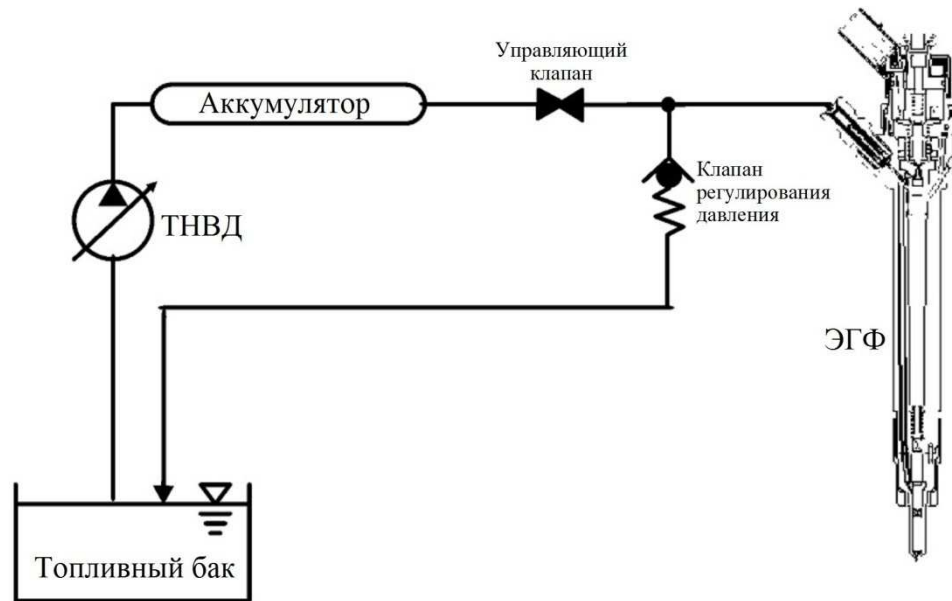 Управляющий
клапан
Аккумулятор
Клапан
регулирования
давления
ТНВД
ЭГФ
Топливный бак